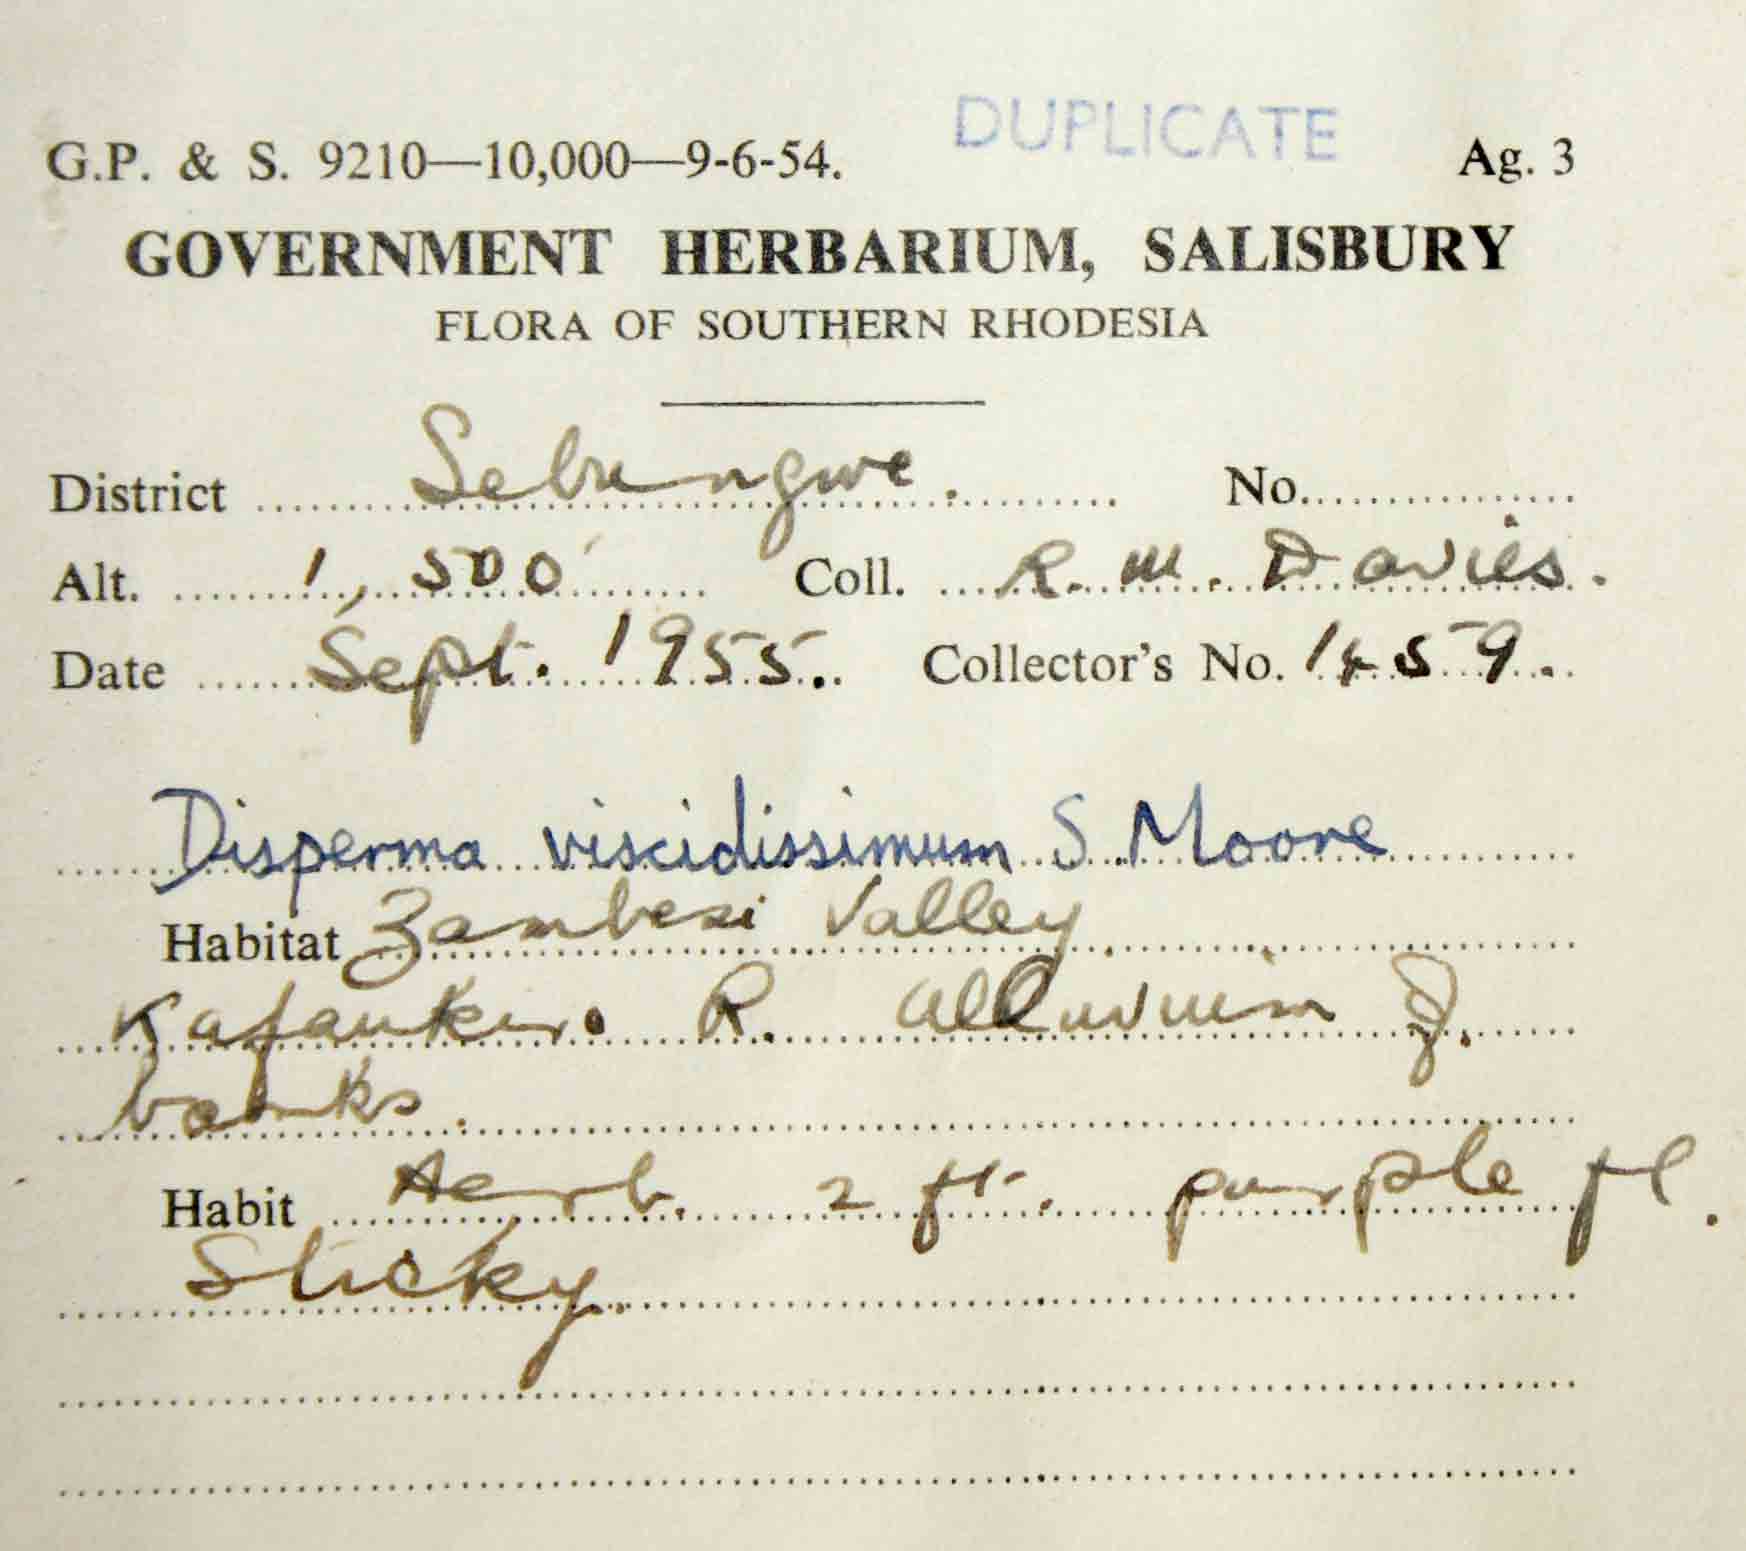 DUPLICATE
G.P. & S. 9210—10,000—9-6-54. Ag. 3
GOVERNMENT HERBARIUM, SALISBURY
FLORA OF SOUTHERN RHODESIA
District Sebungwe. No.
Alt. 1,500' Coll. R. M. Davies.
Date Sept. 1955. Collector's No. 1459.
Disperma viscidissimum S. Moore
Habitat Zambesi Valley.
R. alluvium
banks.
Habit Herb. 2 ft. purple fl.
Sticky.